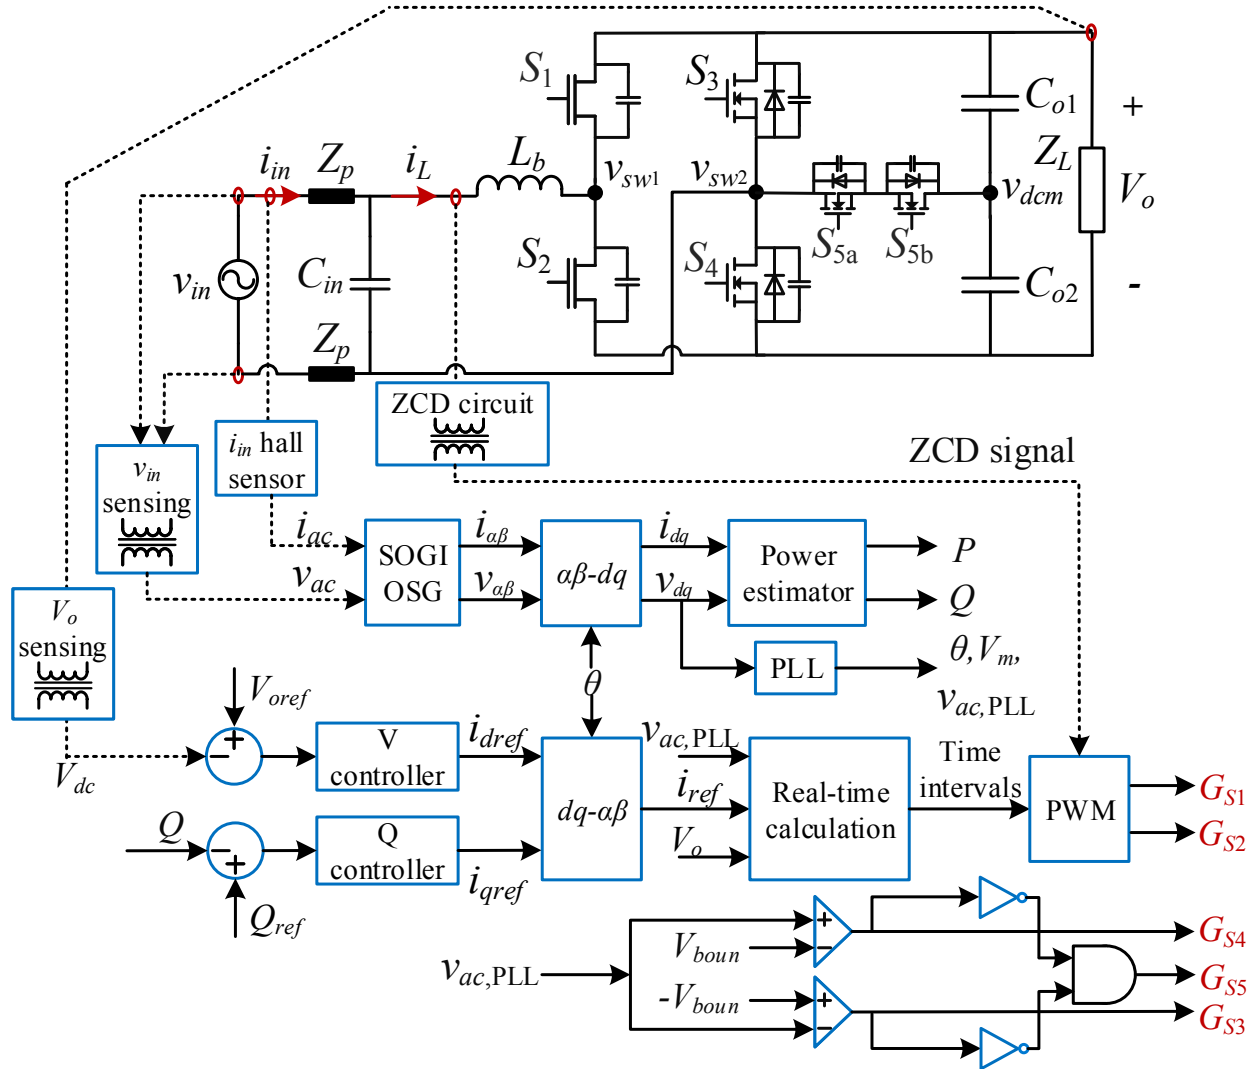 S1
S3
Co1
+
iin
Zp
iL
Lb
vsw1
vsw2
vdcm
ZL
Vo
S2
S4
S5a
S5b
vin
Cin
Co2
-
Zp
ZCD circuit
ZCD signal
iin hall
sensor
vin
sensing
iac
vac
SOGI
OSG
iαβ
vαβ
αβ-dq
idq
vdq
Power
estimator
P
Q
Vo
sensing
θ
PLL
θ,Vm,
vac,PLL
Voref
+
-
Vdc
V
controller
idref
dq-αβ
vac,PLL
iref
Vo
Real-time
calculation
Time
intervals
PWM
GS1
GS2
Q
-
+
Qref
Q
controller
iqref
vac,PLL
+
-
Vboun
-Vboun
+
-
GS4
GS5
GS3